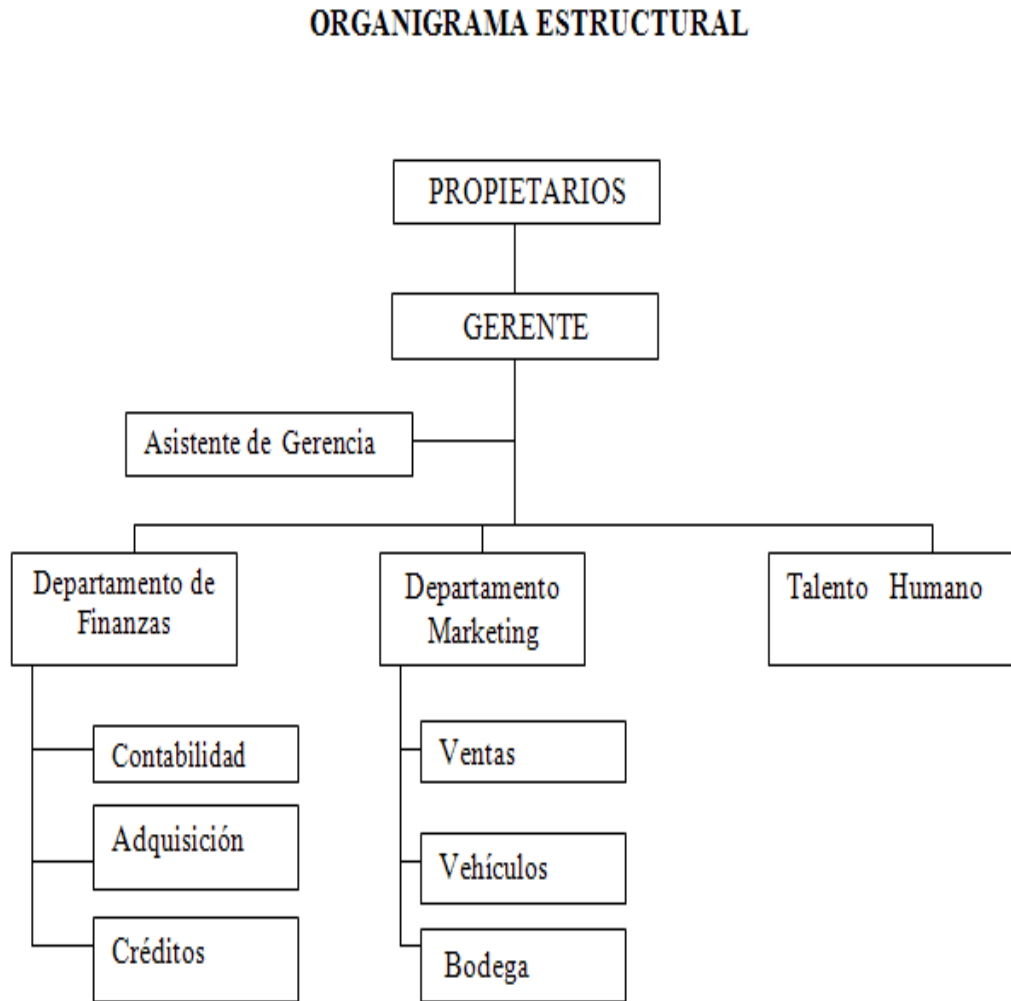 ORGANIGRAMA ESTRUCTURAL
PROPIETARIOS
GERENTE
Asistente de Gerencia
Departamento de
Finanzas
Departamento
Marketing
Talento Humano
Contabilidad
Adquisición
Créditos
Ventas
Vehículos
Bodega